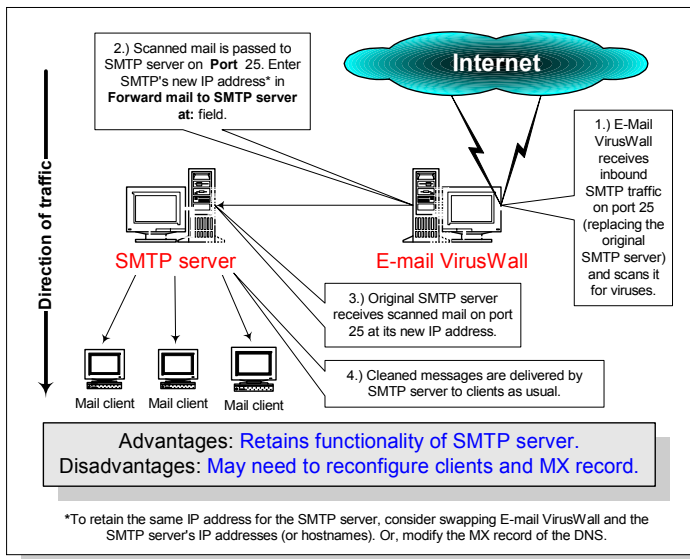 2.) Scanned mail is passed to
SMTP server on Port 25. Enter
SMTP's new IP address* in
Forward mail to SMTP server
at: field.
Internet
1.) E-Mail
VirusWall
receives
inbound
SMTP traffic
on port 25
(replacing the
original
SMTP server)
and scans it
for viruses.
Direction of traffic
SMTP server
E-mail VirusWall
3.) Original SMTP server
receives scanned mail on port
25 at its new IP address.
4.) Cleaned messages are delivered by
SMTP server to clients as usual.
Mail client
Mail client
Mail client
Advantages: Retains functionality of SMTP server.
Disadvantages: May need to reconfigure clients and MX record.
*To retain the same IP address for the SMTP server, consider swapping E-mail VirusWall and the
SMTP server's IP addresses (or hostnames). Or, modify the MX record of the DNS.